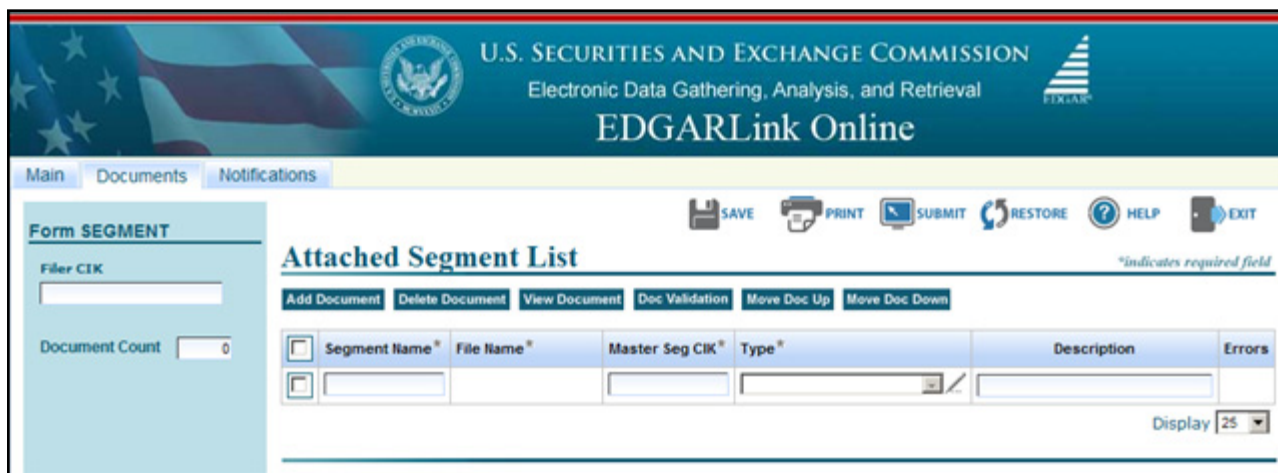 U.S. SECURITIES AND EXCHANGE COMMISSION
Electronic Data Gathering, Analysis, and Retrieval
EDGARLink Online
EDGAR®
Main Documents Notifications
SAVE PRINT SUBMIT RESTORE ? HELP EXIT
Form SEGMENT
Filer CIK
Document Count 0
Attached Segment List
*indicates required field
Add Document Delete Document View Document Doc Validation Move Doc Up Move Doc Down
Segment Name* File Name* Master Seg CIK* Type* Description Errors
Display 25